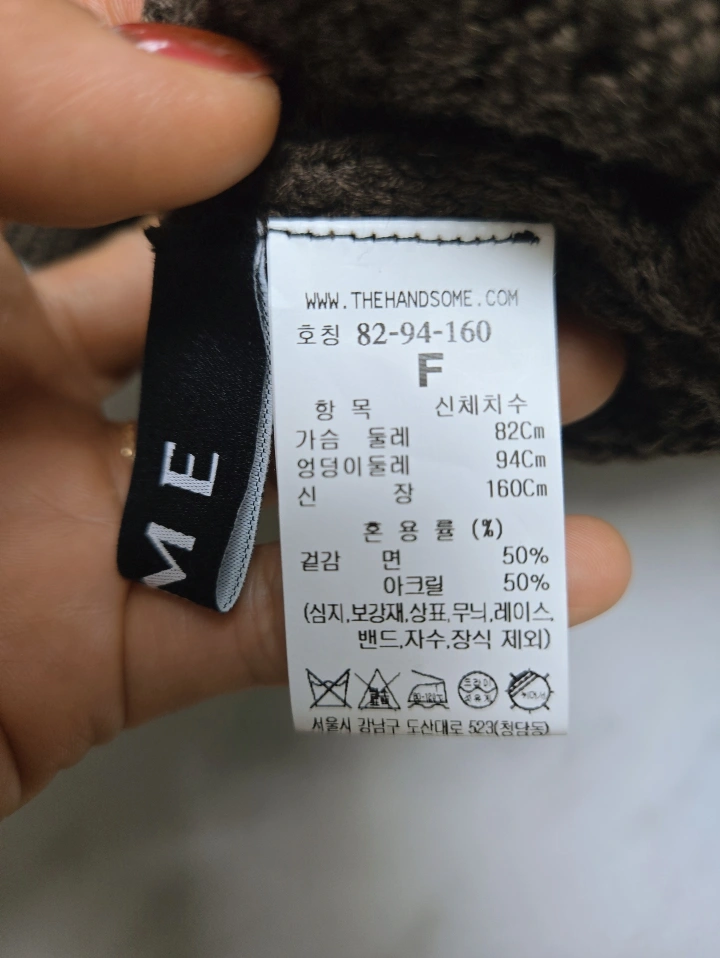 WWW.THEHANDSOME.COM
호칭 82-94-160
F
항 목 신체치수
가슴 둘레 82Cm
엉덩이둘레 94Cm
신 장 160Cm
혼 용 률 (%)
겉감 면 50%
아크릴 50%
(심지,보강재,상표,무늬,레이스,
밴드,자수,장식 제외)
서울시 강남구 도산대로 523(청담동)
ME